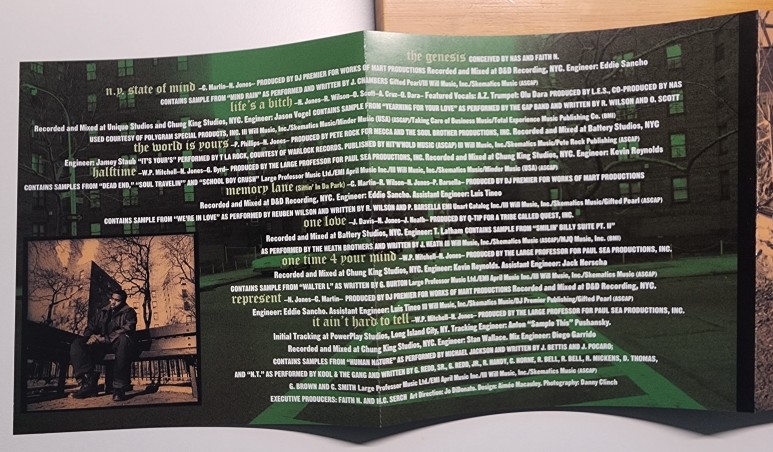 the genesis CONCEIVED BY NAS AND FAITH N.
n.y. state of mind –C. Martin–N. Jones– PRODUCED BY DJ PREMIER FOR WORKS OF MART PRODUCTIONS Recorded and Mixed at D&D Recording, NYC. Engineer: Eddie Sancho
CONTAINS SAMPLE FROM "MIND RAIN" AS PERFORMED AND WRITTEN BY J. CHAMBERS Gifted Pearl/Ill Will Music, Inc./Skematics Music (ASCAP)
life's a bitch –N. Jones–R. Wilson–O. Scott–A. Cruz–O. Dara– Featured Vocals: A.Z. Trumpet: Olu Dara PRODUCED BY L.E.S., CO-PRODUCED BY NAS
Recorded and Mixed at Unique Studios and Chung King Studios, NYC. Engineer: Jason Vogel CONTAINS SAMPLE FROM "YEARNING FOR YOUR LOVE" AS PERFORMED BY THE GAP BAND AND WRITTEN BY R. WILSON AND O. SCOTT
USED COURTESY OF POLYGRAM SPECIAL PRODUCTS, INC. Ill Will Music, Inc./Skematics Music/Minder Music (USA) (ASCAP)/Taking Care of Business Music/Total Experience Music Publishing Co. (BMI)
the world is yours –P. Phillips–N. Jones– PRODUCED BY PETE ROCK FOR MECCA AND THE SOUL BROTHER PRODUCTIONS, INC. Recorded and Mixed at Battery Studios, NYC
Engineer: Jamey Staub "IT'S YOURS" PERFORMED BY T LA ROCK, COURTESY OF WARLOCK RECORDS. PUBLISHED BY HIT'N'HOLD MUSIC (ASCAP) Ill Will Music, Inc./Skematics Music/Pete Rock Publishing (ASCAP)
halftime –W.P. Mitchell–N. Jones–G. Byrd– PRODUCED BY THE LARGE PROFESSOR FOR PAUL SEA PRODUCTIONS, INC. Recorded and Mixed at Chung King Studios, NYC. Engineer: Kevin Reynolds
CONTAINS SAMPLES FROM "DEAD END," "SOUL TRAVELIN'" AND "SCHOOL BOY CRUSH" Large Professor Music Ltd./EMI April Music Inc./Ill Will Music, Inc./Skematics Music/Minder Music (USA) (ASCAP)
memory lane (Sittin' In Da Park) –C. Martin–R. Wilson–N. Jones–P. Barsella– PRODUCED BY DJ PREMIER FOR WORKS OF MART PRODUCTIONS
Recorded and Mixed at D&D Recording, NYC. Engineer: Eddie Sancho. Assistant Engineer: Luis Tineo
CONTAINS SAMPLE FROM "WE'RE IN LOVE" AS PERFORMED BY REUBEN WILSON AND WRITTEN BY R. WILSON AND P. BARSELLA EMI Unart Catalog Inc./Ill Will Music, Inc./Skematics Music/Gifted Pearl (ASCAP)
one love –J. Davis–N. Jones–J. Heath– PRODUCED BY Q-TIP FOR A TRIBE CALLED QUEST, INC.
Recorded and Mixed at Battery Studios, NYC. Engineer: T. Latham CONTAINS SAMPLE FROM "SMILIN' BILLY SUITE PT. II"
AS PERFORMED BY THE HEATH BROTHERS AND WRITTEN BY J. HEATH Ill Will Music, Inc./Skematics Music (ASCAP)/MJQ Music, Inc. (BMI)
one time 4 your mind –W.P. Mitchell–N. Jones– PRODUCED BY THE LARGE PROFESSOR FOR PAUL SEA PRODUCTIONS, INC.
Recorded and Mixed at Chung King Studios, NYC. Engineer: Kevin Reynolds. Assistant Engineer: Jack Herscha
CONTAINS SAMPLE FROM "WALTER L" AS WRITTEN BY G. BURTON Large Professor Music Ltd./EMI April Music Inc./Ill Will Music, Inc./Skematics Music (ASCAP)
represent –N. Jones–C. Martin– PRODUCED BY DJ PREMIER FOR WORKS OF MART PRODUCTIONS Recorded and Mixed at D&D Recording, NYC.
Engineer: Eddie Sancho. Assistant Engineer: Luis Tineo Ill Will Music, Inc./Skematics Music/DJ Premier Publishing/Gifted Pearl (ASCAP)
it ain't hard to tell –W.P. Mitchell–N. Jones– PRODUCED BY THE LARGE PROFESSOR FOR PAUL SEA PRODUCTIONS, INC.
Initial Tracking at PowerPlay Studios, Long Island City, NY. Tracking Engineer: Anton "Sample This" Pushansky.
Recorded and Mixed at Chung King Studios, NYC. Engineer: Stan Wallace. Mix Engineer: Diego Garrido
CONTAINS SAMPLES FROM "HUMAN NATURE" AS PERFORMED BY MICHAEL JACKSON AND WRITTEN BY J. BETTIS AND J. PORCARO;
AND "N.T." AS PERFORMED BY KOOL & THE GANG AND WRITTEN BY G. REDD, SR., G. REDD, JR., W. HANDY, C. HORNE, R. BELL, R. BELL, R. MICKENS, D. THOMAS,
G. BROWN AND C. SMITH Large Professor Music Ltd./EMI April Music Inc./Ill Will Music, Inc./Skematics Music (ASCAP)
EXECUTIVE PRODUCERS: FAITH N. AND M.C. SERCH Art Direction: Jo DiDonato. Design: Aimée Macauley. Photography: Danny Clinch